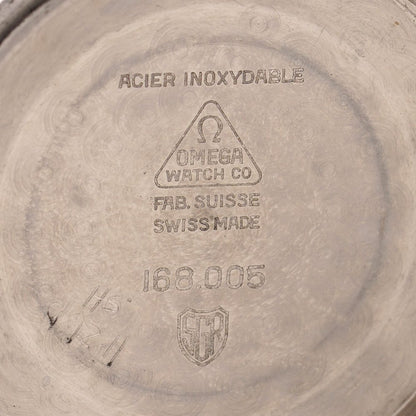 ACIER INOXYDABLE
Ω
OMEGA
WATCH CO
FAB. SUISSE
SWISS MADE
168.005
SCR